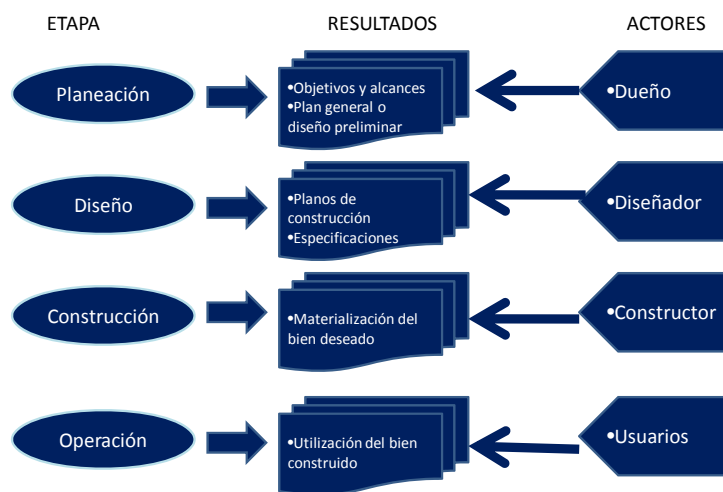 ETAPA RESULTADOS ACTORES
Planeación
•Objetivos y alcances
•Plan general o
diseño preliminar
•Dueño
Diseño
•Planos de
construcción
•Especificaciones
•Diseñador
Construcción
•Materialización del
bien deseado
•Constructor
Operación
•Utilización del bien
construido
•Usuarios